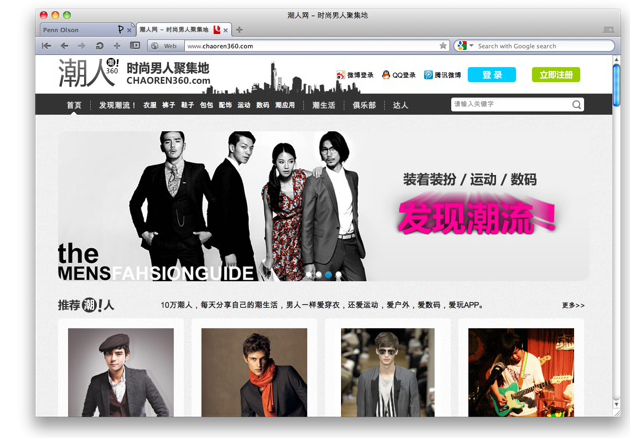 潮人网 - 时尚男人聚集地
Penn Olson
潮人网 - 时尚男人聚集地
Web www.chaoren360.com
Search with Google search
潮人 潮! 360
时尚男人聚集地
CHAOREN360.com
微博登录 QQ登录 腾讯微博 登 录 立即注册
首页 发现潮流! 衣服 裤子 鞋子 包包 配饰 运动 数码 潮应用 潮生活 俱乐部 达人 请输入关键字
装着装扮 / 运动 / 数码
发现潮流!
the
MENSFAHSIONGUIDE
推荐潮!人 10万潮人，每天分享自己的潮生活，男人一样爱穿衣，还爱运动，爱户外，爱数码，爱玩APP。 更多>>